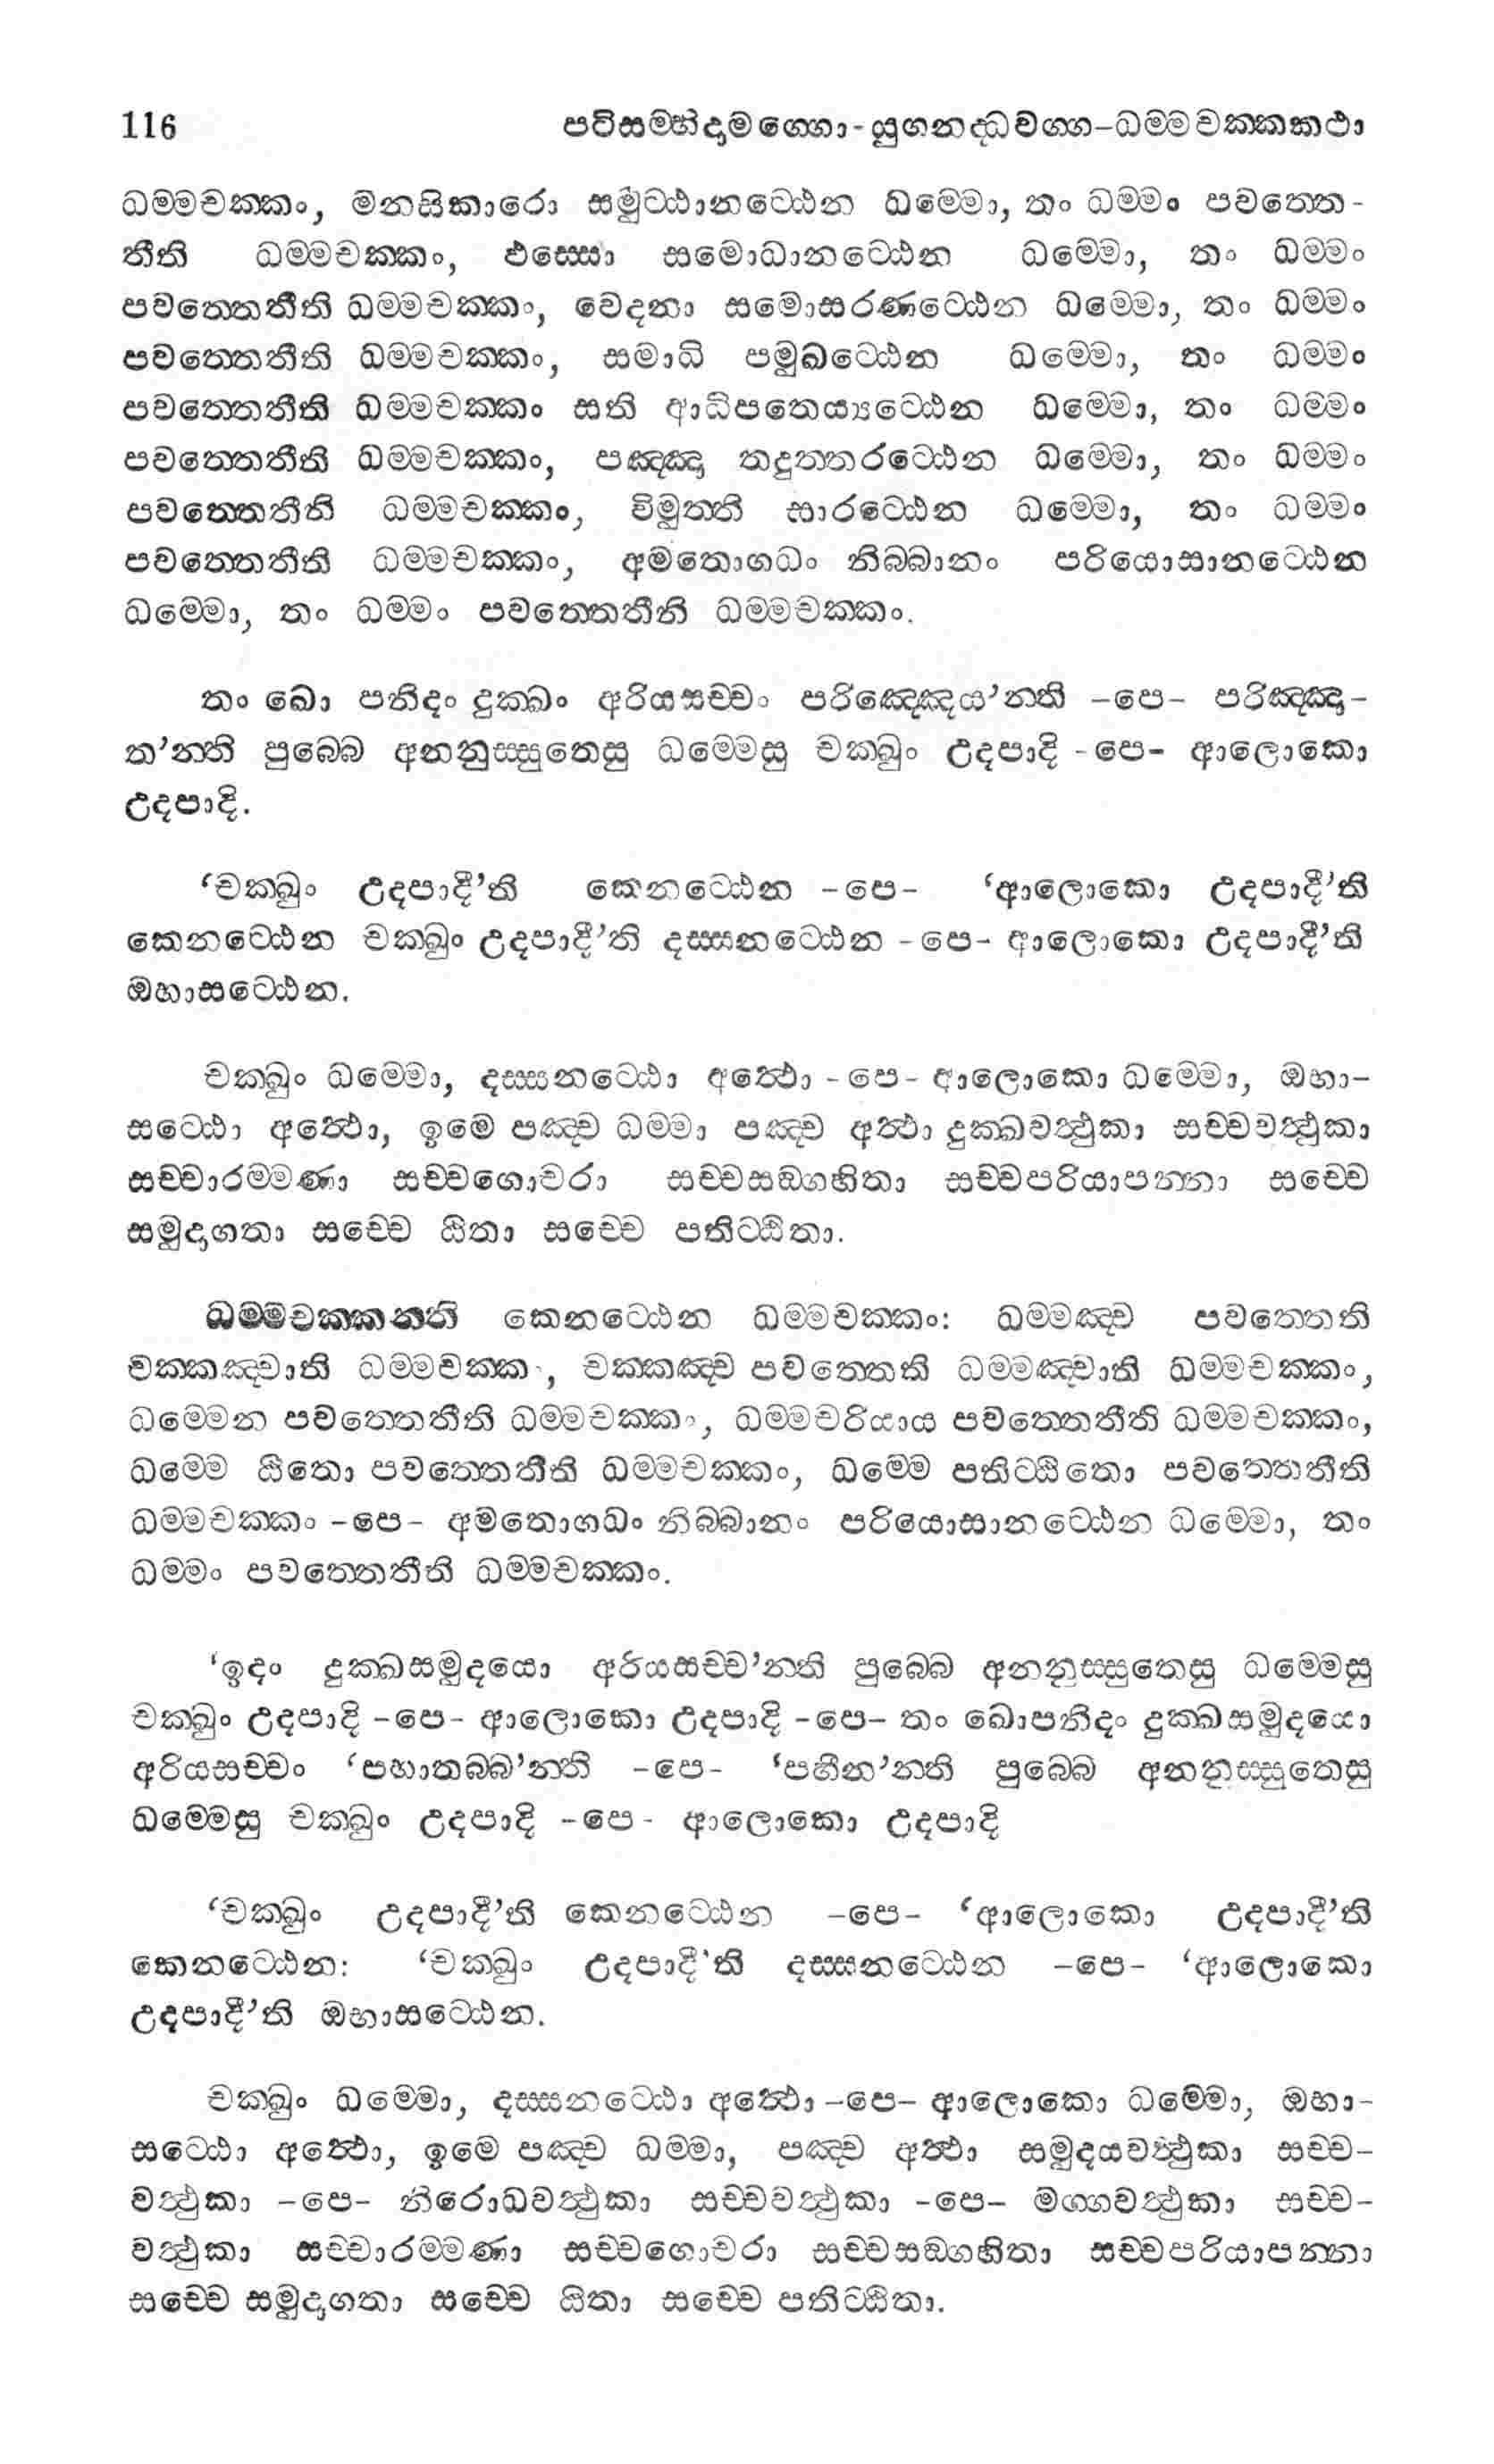 116 පටිසම්භිදාමග්ගො - යුගනද්ධවග්ග – ධම්මචක්කකථා
ධම්මචක්කං, මනසිකාරො සමුට්ඨානට්ඨෙන ධම්මො, තං ධම්මං පවත්තෙ-
තීති ධම්මචක්කං, ඵස්සො සමොධානට්ඨෙන ධම්මො, තං ධම්මං
පවත්තෙතීති ධම්මචක්කං, වෙදනා සමොසරණට්ඨෙන ධම්මො, තං ධම්මං
පවත්තෙතීති ධම්මචක්කං, සමාධි පමුඛට්ඨෙන ධම්මො, තං ධම්මං
පවත්තෙතීති ධම්මචක්කං සති ආධිපතෙය්‍යට්ඨෙන ධම්මො, තං ධම්මං
පවත්තෙතීති ධම්මචක්කං, පඤ්ඤා තදුත්තරට්ඨෙන ධම්මො, තං ධම්මං
පවත්තෙතීති ධම්මචක්කං, විමුත්ති සාරට්ඨෙන ධම්මො, තං ධම්මං
පවත්තෙතීති ධම්මචක්කං, අමතොගධං නිබ්බානං පරියොසානට්ඨෙන
ධම්මො, තං ධම්මං පවත්තෙතීති ධම්මචක්කං.
තං ඛො පනිදං දුක්ඛං අරියසච්චං පරිඤ්ඤෙය’න්ති –පෙ– පරිඤ්ඤා–
ත’න්ති පුබ්බෙ අනනුස්සුතෙසු ධම්මෙසු චක්ඛුං උදපාදි -පෙ- ආලොකො
උදපාදි.
‘චක්ඛුං උදපාදී’ති කෙනට්ඨෙන –පෙ– ‘ආලොකො උදපාදී’ති
කෙනට්ඨෙන චක්ඛුං උදපාදී’ති දස්සනට්ඨෙන –පෙ- ආලොකො උදපාදී’ති
ඔභාසට්ඨෙන.
චක්ඛුං ධම්මො, දස්සනට්ඨො අත්ථො -පෙ- ආලොකො ධම්මො, ඔභා–
සට්ඨො අත්ථො, ඉමෙ පඤ්ච ධම්මා පඤ්ච අත්ථා දුක්ඛවත්ථුකා සච්චවත්ථුකා
සච්චාරම්මණා සච්චගොචරා සච්චසඞ්ගහිතා සච්චපරියාපන්නා සච්චෙ
සමුදාගතා සච්චෙ ඨිතා සච්චෙ පතිට්ඨිතා.
ධම්මචක්කන්ති කෙනට්ඨෙන ධම්මචක්කං: ධම්මඤ්ච පවත්තෙති
චක්කඤ්චාති ධම්මචක්කං, චක්කඤ්ච පවත්තෙති ධම්මඤ්චාති ධම්මචක්කං,
ධම්මෙන පවත්තෙතීති ධම්මචක්කං, ධම්මචරියාය පවත්තෙතීති ධම්මචක්කං,
ධම්මෙ ඨිතො පවත්තෙතීති ධම්මචක්කං, ධම්මෙ පතිට්ඨිතො පවත්තෙතීති
ධම්මචක්කං –පෙ– අමතොගධං නිබ්බානං පරියොසානට්ඨෙන ධම්මො, තං
ධම්මං පවත්තෙතීති ධම්මචක්කං.
‘ඉදං දුක්ඛසමුදයො අරියසච්ච’න්ති පුබ්බෙ අනනුස්සුතෙසු ධම්මෙසු
චක්ඛුං උදපාදි –පෙ- ආලොකො උදපාදි –පෙ– තං ඛොපනිදං දුක්ඛසමුදයො
අරියසච්චං ‘පහාතබ්බ’න්ති –පෙ- ‘පහීන’න්ති පුබ්බෙ අනනුස්සුතෙසු
ධම්මෙසු චක්ඛුං උදපාදි –පෙ- ආලොකො උදපාදි
‘චක්ඛුං උදපාදී’ති කෙනට්ඨෙන –පෙ– ‘ආලොකො උදපාදී’ති
කෙනට්ඨෙන: ‘චක්ඛුං උදපාදී’ති දස්සනට්ඨෙන –පෙ– ‘ආලොකො
උදපාදී’ති ඔභාසට්ඨෙන.
චක්ඛුං ධම්මො, දස්සනට්ඨො අත්ථො –පෙ– ආලොකො ධම්මො, ඔභා–
සට්ඨො අත්ථො, ඉමෙ පඤ්ච ධම්මා, පඤ්ච අත්ථා සමුදයවත්ථුකා සච්ච–
වත්ථුකා –පෙ– නිරොධවත්ථුකා සච්චවත්ථුකා –පෙ– මග්ගවත්ථුකා සච්ච–
වත්ථුකා සච්චාරම්මණා සච්චගොචරා සච්චසඞ්ගහිතා සච්චපරියාපන්නා
සච්චෙ සමුදාගතා සච්චෙ ඨිතා සච්චෙ පතිට්ඨිතා.